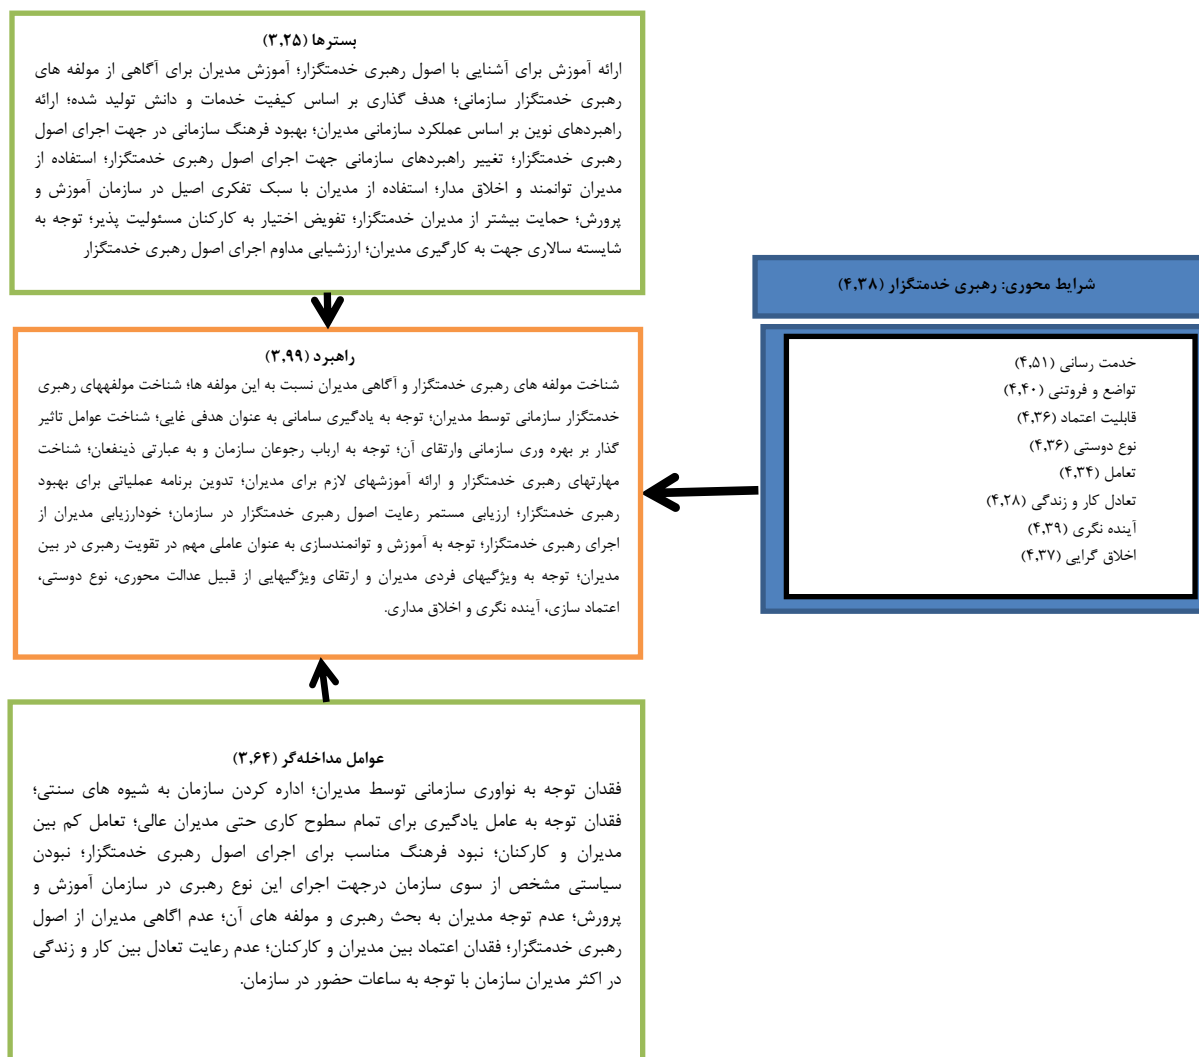 بسترها (۳,۲۵)
ارائه آموزش برای آشنایی با اصول رهبری خدمتگزار؛ آموزش مدیران برای آگاهی از مولفه های
رهبری خدمتگزار سازمانی؛ هدف گذاری بر اساس کیفیت خدمات و دانش تولید شده؛ ارائه
راهبردهای نوین بر اساس عملکرد سازمانی مدیران؛ بهبود فرهنگ سازمانی در جهت اجرای اصول
رهبری خدمتگزار؛ تغییر راهبردهای سازمانی جهت اجرای اصول رهبری خدمتگزار؛ استفاده از
مدیران توانمند و اخلاق مدار؛ استفاده از مدیران با سبک تفکری اصیل در سازمان آموزش و
پرورش؛ حمایت بیشتر از مدیران خدمتگزار؛ تفویض اختیار به کارکنان مسئولیت پذیر؛ توجه به
شایسته سالاری جهت به کارگیری مدیران؛ ارزشیابی مداوم اجرای اصول رهبری خدمتگزار
شرایط محوری: رهبری خدمتگزار (۴,۳۸)
خدمت رسانی (۴,۵۱)
تواضع و فروتنی (۴,۴۰)
قابلیت اعتماد (۴,۳۶)
نوع دوستی (۴,۳۶)
تعامل (۴,۳۴)
تعادل کار و زندگی (۴,۲۸)
آینده نگری (۴,۳۹)
اخلاق گرایی (۴,۳۷)
راهبرد (۳,۹۹)
شناخت مولفه های رهبری خدمتگزار و آگاهی مدیران نسبت به این مولفه ها؛ شناخت مولفههای رهبری
خدمتگزار سازمانی توسط مدیران؛ توجه به یادگیری سامانی به عنوان هدفی غایی؛ شناخت عوامل تاثیر
گذار بر بهره وری سازمانی وارتقای آن؛ توجه به ارباب رجوعان سازمان و به عبارتی ذینفعان؛ شناخت
مهارتهای رهبری خدمتگزار و ارائه آموزشهای لازم برای مدیران؛ تدوین برنامه عملیاتی برای بهبود
رهبری خدمتگزار؛ ارزیابی مستمر رعایت اصول رهبری خدمتگزار در سازمان؛ خودارزیابی مدیران از
اجرای رهبری خدمتگزار؛ توجه به آموزش و توانمندسازی به عنوان عاملی مهم در تقویت رهبری در بین
مدیران؛ توجه به ویژگیهای فردی مدیران و ارتقای ویژگیهایی از قبیل عدالت محوری، نوع دوستی،
اعتماد سازی، آینده نگری و اخلاق مداری.
عوامل مداخله‌گر (۳,۶۴)
فقدان توجه به نواوری سازمانی توسط مدیران؛ اداره کردن سازمان به شیوه های سنتی؛
فقدان توجه به عامل یادگیری برای تمام سطوح کاری حتی مدیران عالی؛ تعامل کم بین
مدیران و کارکنان؛ نبود فرهنگ مناسب برای اجرای اصول رهبری خدمتگزار؛ نبودن
سیاستی مشخص از سوی سازمان درجهت اجرای این نوع رهبری در سازمان آموزش و
پرورش؛ عدم توجه مدیران به بحث رهبری و مولفه های آن؛ عدم اگاهی مدیران از اصول
رهبری خدمتگزار؛ فقدان اعتماد بین مدیران و کارکنان؛ عدم رعایت تعادل بین کار و زندگی
در اکثر مدیران سازمان با توجه به ساعات حضور در سازمان.